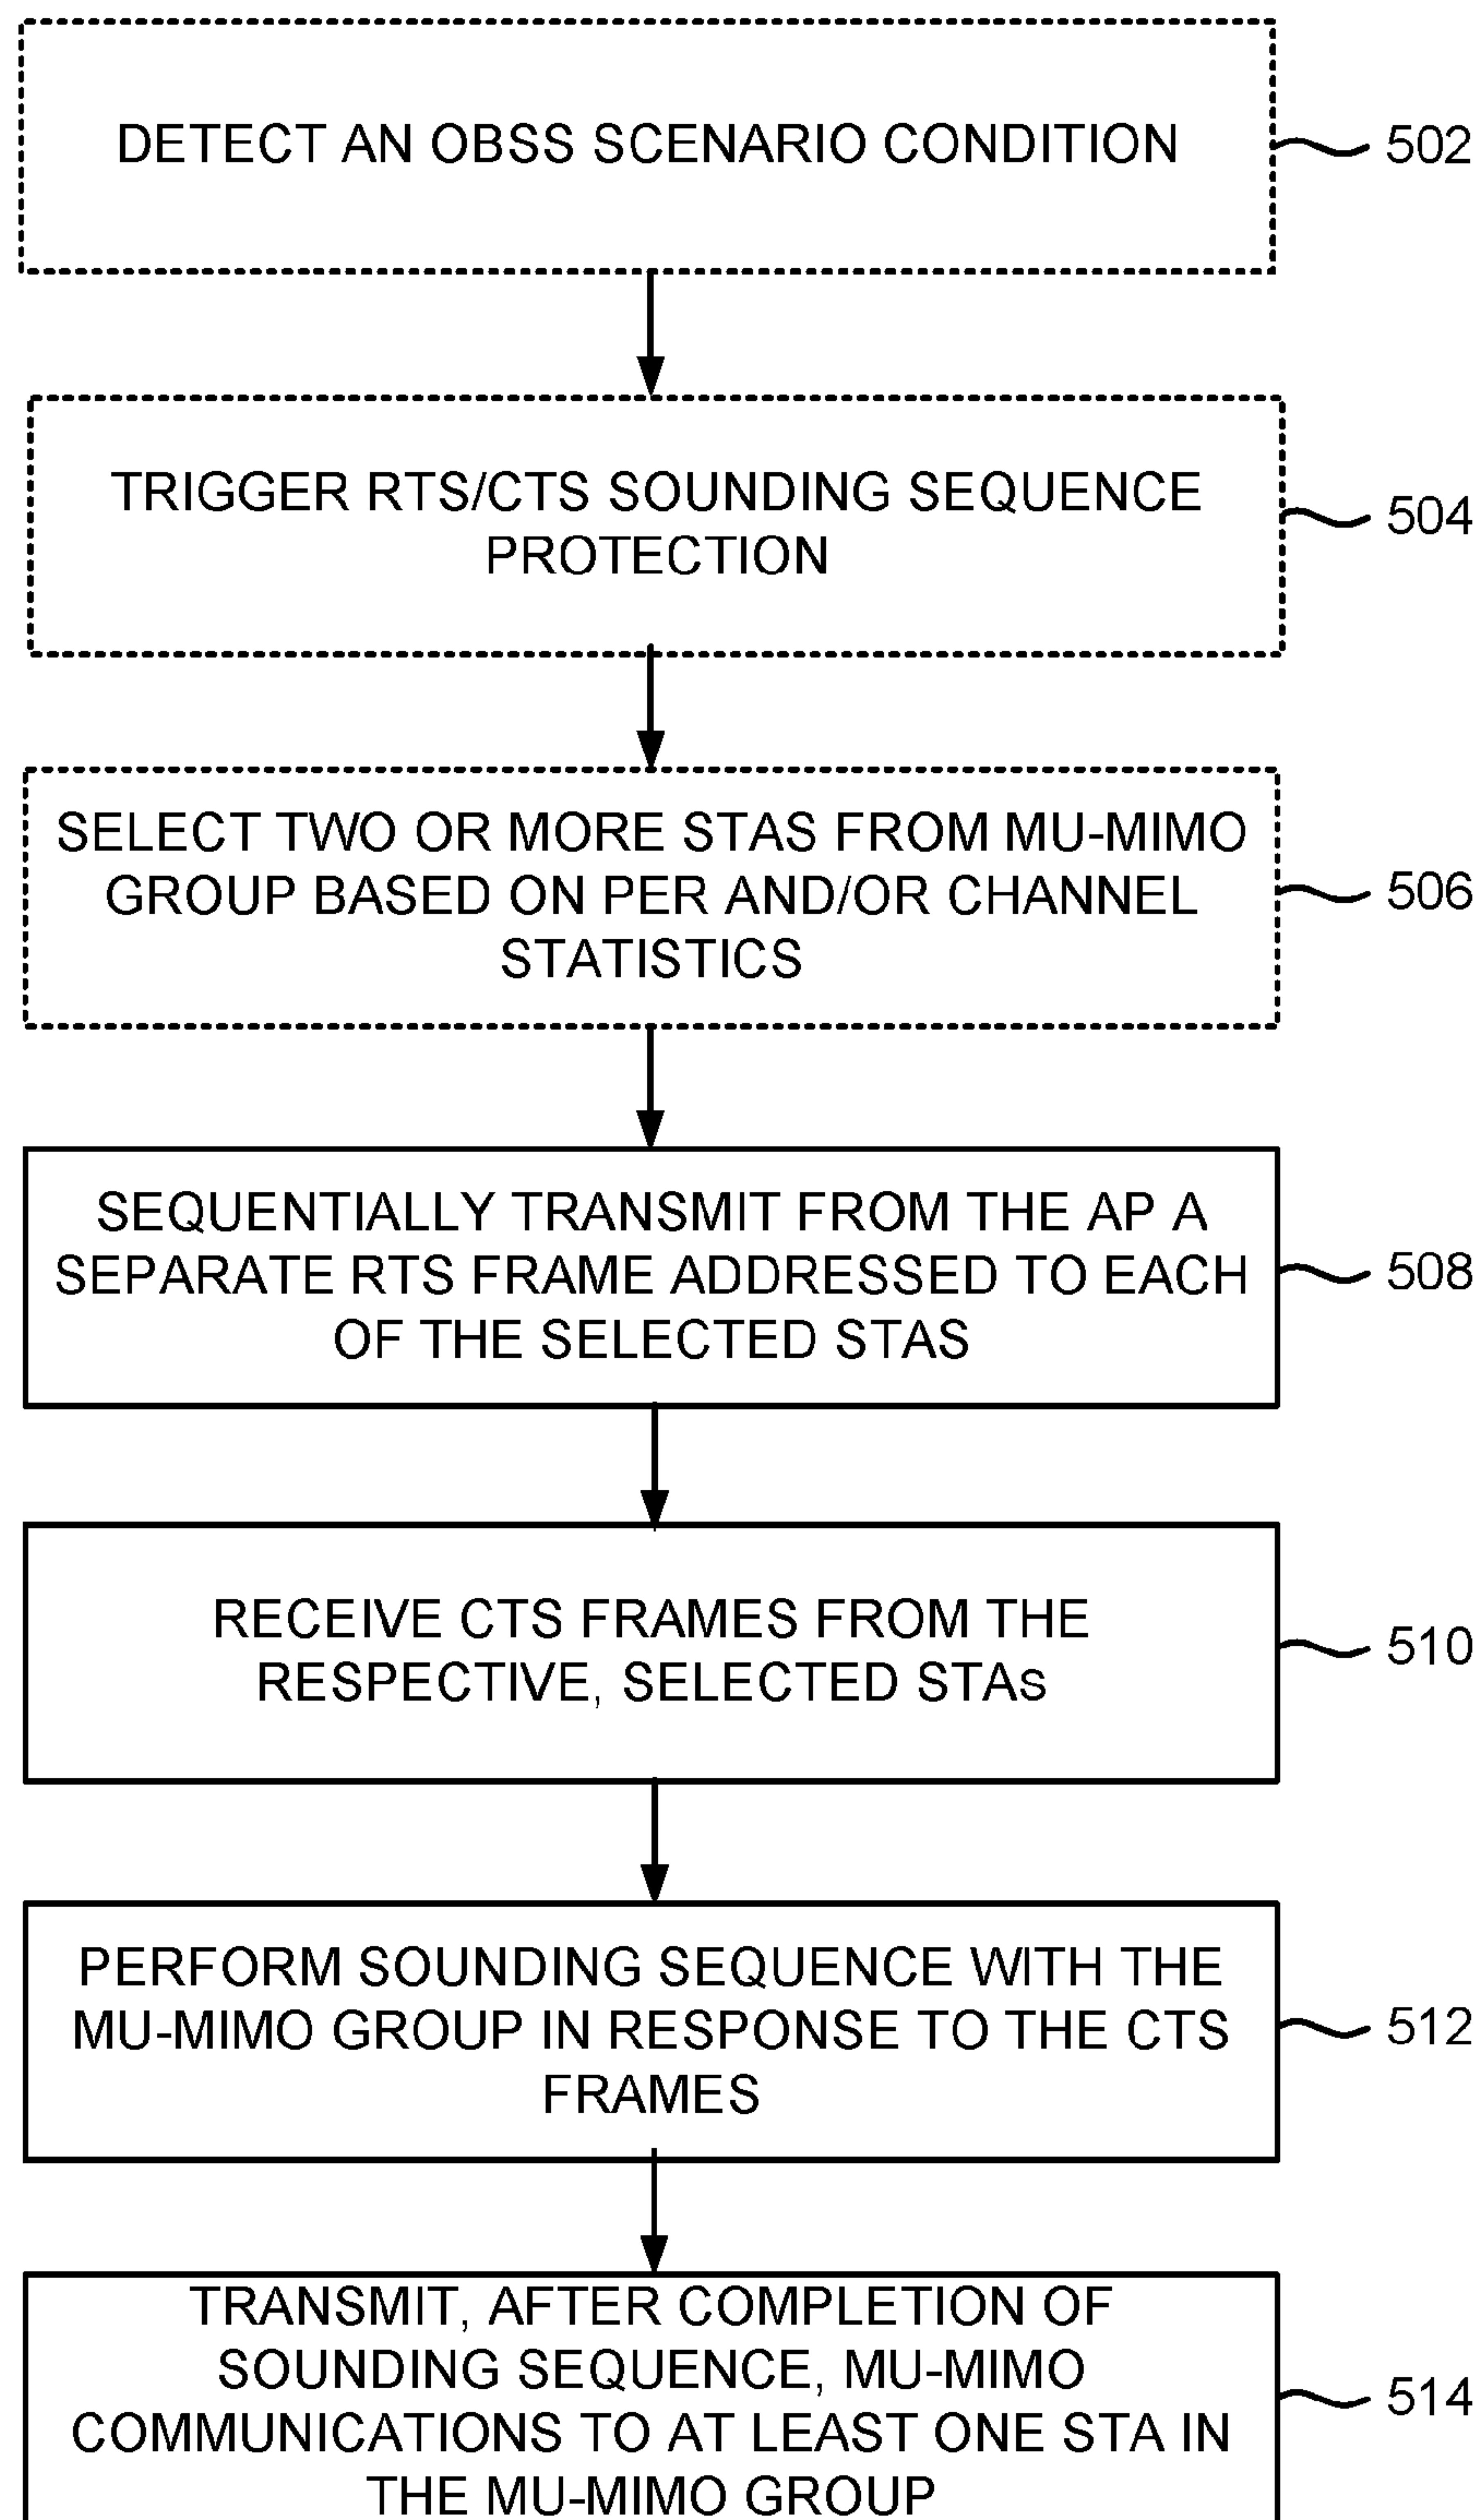 DETECT AN OBSS SCENARIO CONDITION
502
TRIGGER RTS/CTS SOUNDING SEQUENCE
PROTECTION
504
SELECT TWO OR MORE STAS FROM MU-MIMO
GROUP BASED ON PER AND/OR CHANNEL
STATISTICS
506
SEQUENTIALLY TRANSMIT FROM THE AP A
SEPARATE RTS FRAME ADDRESSED TO EACH
OF THE SELECTED STAS
508
RECEIVE CTS FRAMES FROM THE
RESPECTIVE, SELECTED STAs
510
PERFORM SOUNDING SEQUENCE WITH THE
MU-MIMO GROUP IN RESPONSE TO THE CTS
FRAMES
512
TRANSMIT, AFTER COMPLETION OF
SOUNDING SEQUENCE, MU-MIMO
COMMUNICATIONS TO AT LEAST ONE STA IN
THE MU-MIMO GROUP
514